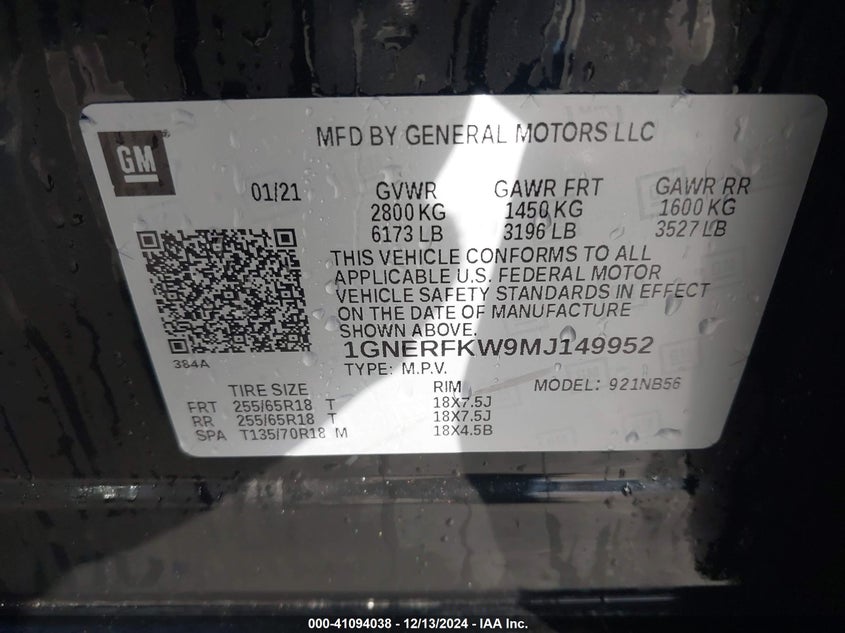 GM
MFD BY GENERAL MOTORS LLC
01/21 GVWR GAWR FRT GAWR RR
2800 KG 1450 KG 1600 KG
6173 LB 3196 LB 3527 LB
THIS VEHICLE CONFORMS TO ALL
APPLICABLE U.S. FEDERAL MOTOR
VEHICLE SAFETY STANDARDS IN EFFECT
ON THE DATE OF MANUFACTURE
SHOWN ABOVE.
384A
1GNERFKW9MJ149952
TYPE: M.P.V.
TIRE SIZE RIM MODEL: 921NB56
FRT 255/65R18 T 18X7.5J
RR 255/65R18 T 18X7.5J
SPA T135/70R18 M 18X4.5B
000-41094038 - 12/13/2024 - IAA Inc.